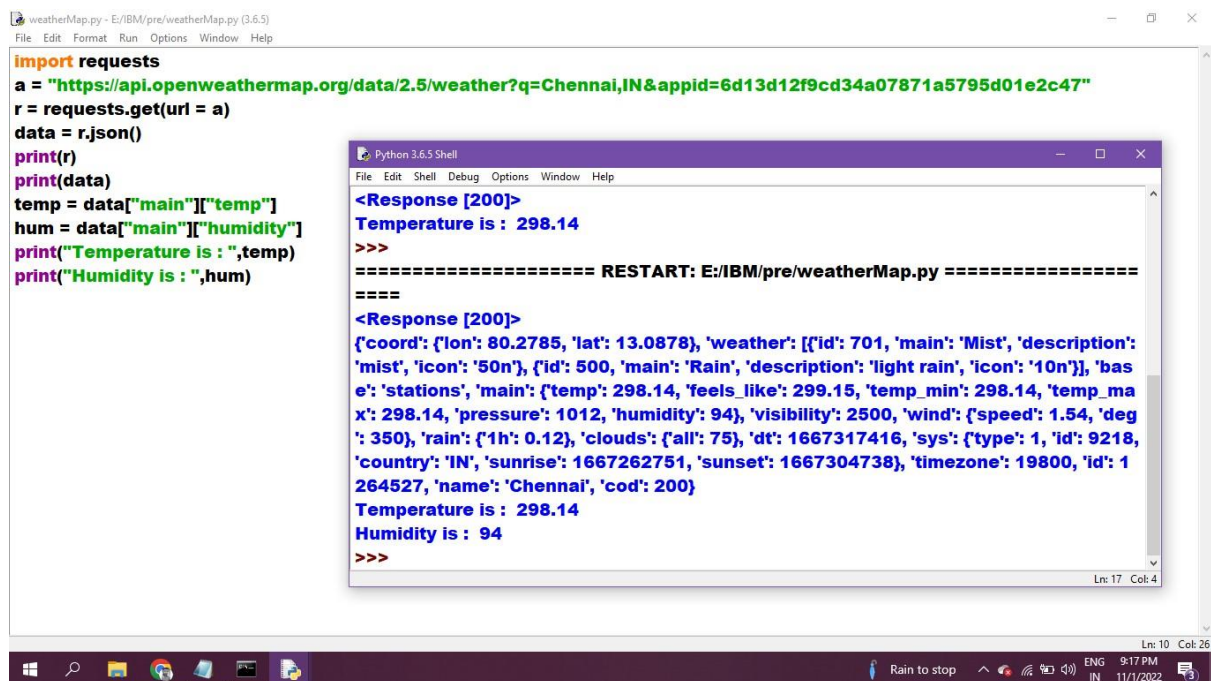 weatherMap.py - E:/IBM/pre/weatherMap.py (3.6.5)
File Edit Format Run Options Window Help
import requests
a = "https://api.openweathermap.org/data/2.5/weather?q=Chennai,IN&appid=6d13d12f9cd34a07871a5795d01e2c47"
r = requests.get(url = a)
data = r.json()
print(r)
print(data)
temp = data["main"]["temp"]
hum = data["main"]["humidity"]
print("Temperature is : ",temp)
print("Humidity is : ",hum)
Python 3.6.5 Shell
File Edit Shell Debug Options Window Help
<Response [200]>
Temperature is :  298.14
>>>
===================== RESTART: E:/IBM/pre/weatherMap.py =================
====
<Response [200]>
{'coord': {'lon': 80.2785, 'lat': 13.0878}, 'weather': [{'id': 701, 'main': 'Mist', 'description':
'mist', 'icon': '50n'}, {'id': 500, 'main': 'Rain', 'description': 'light rain', 'icon': '10n'}], 'bas
e': 'stations', 'main': {'temp': 298.14, 'feels_like': 299.15, 'temp_min': 298.14, 'temp_ma
x': 298.14, 'pressure': 1012, 'humidity': 94}, 'visibility': 2500, 'wind': {'speed': 1.54, 'deg
': 350}, 'rain': {'1h': 0.12}, 'clouds': {'all': 75}, 'dt': 1667317416, 'sys': {'type': 1, 'id': 9218,
'country': 'IN', 'sunrise': 1667262751, 'sunset': 1667304738}, 'timezone': 19800, 'id': 1
264527, 'name': 'Chennai', 'cod': 200}
Temperature is :  298.14
Humidity is :  94
>>>
Ln: 17 Col: 4
Ln: 10 Col: 26
Rain to stop
ENG
IN
9:17 PM
11/1/2022
3